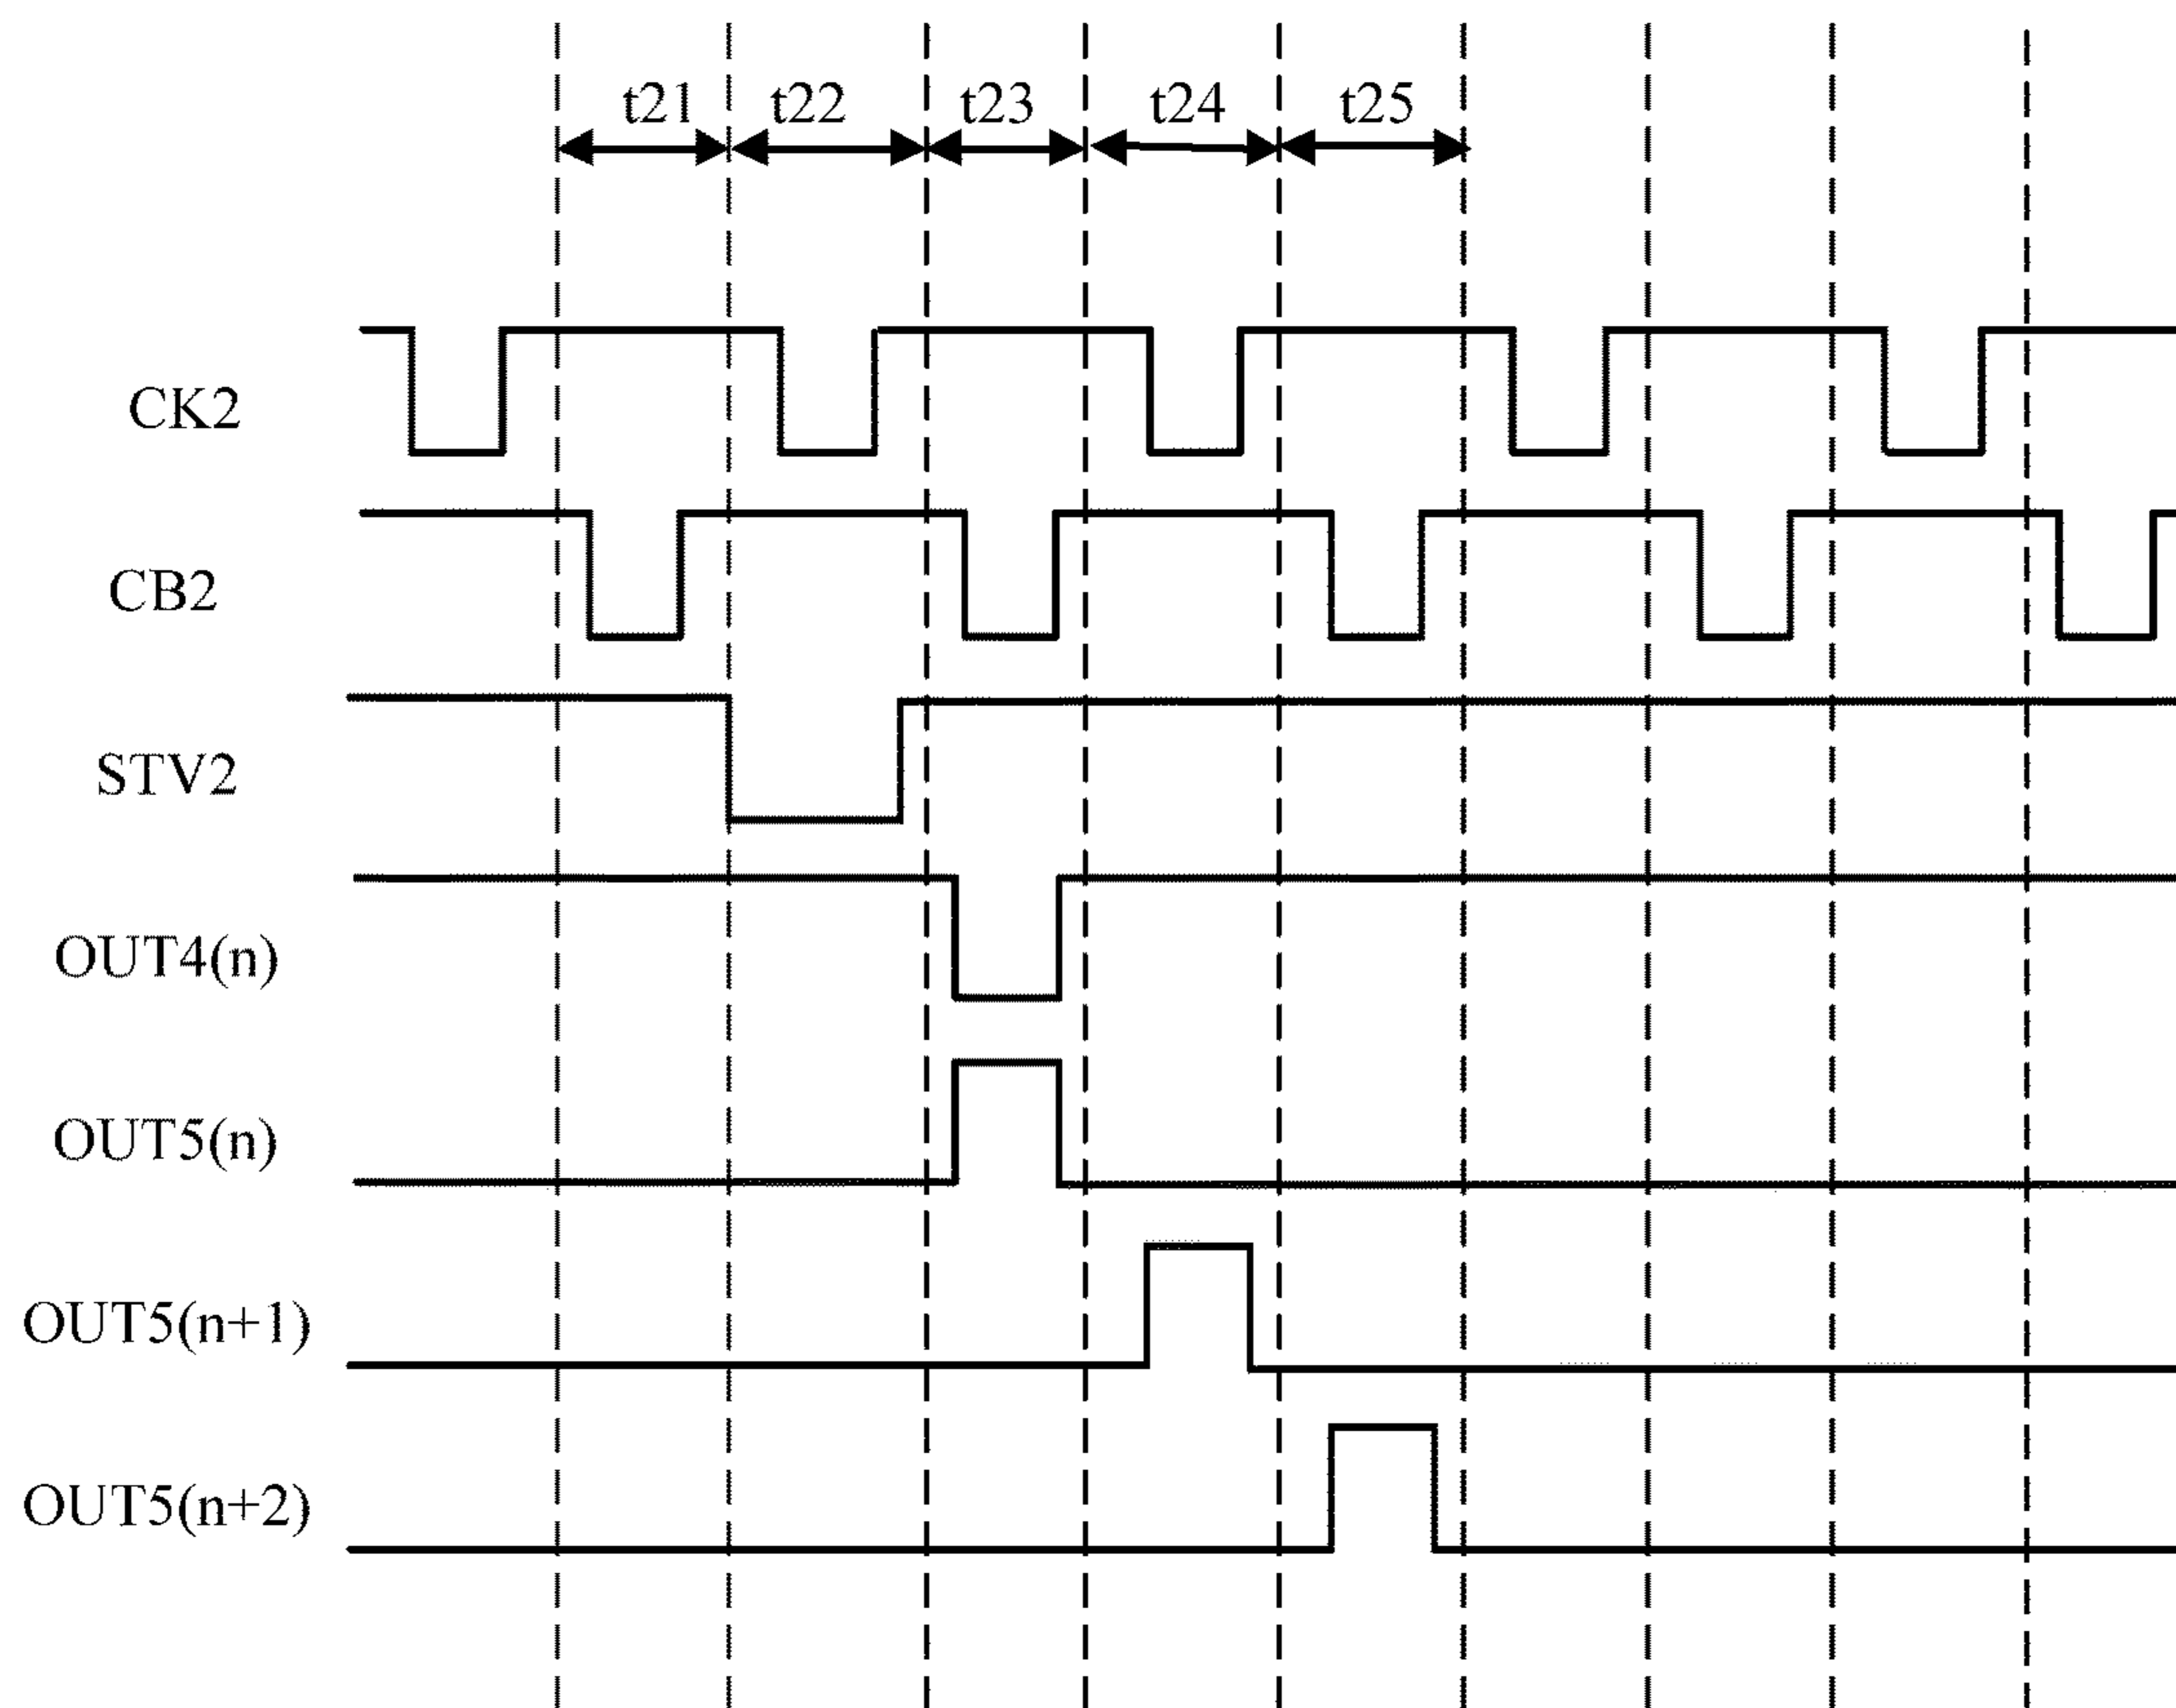 t21 t22 t23 t24 t25
CK2
CB2
STV2
OUT4(n)
OUT5(n)
OUT5(n+1)
OUT5(n+2)